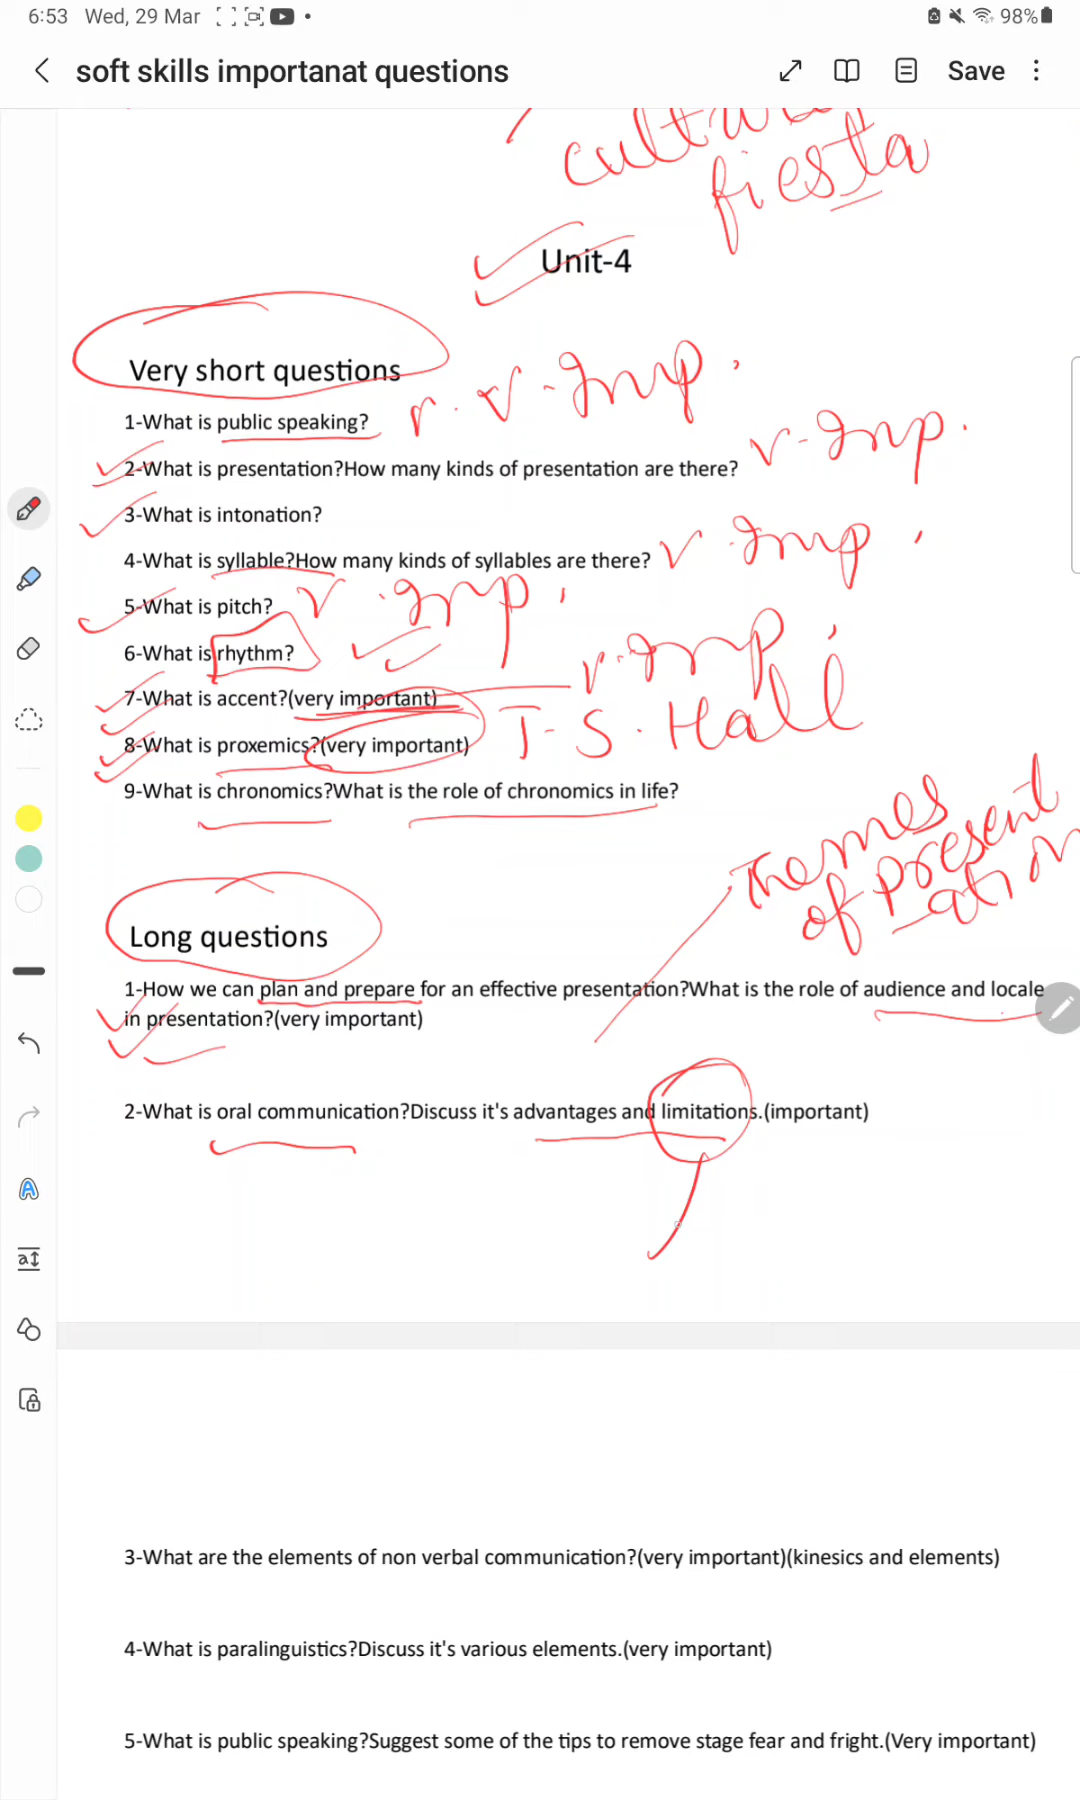 6:53 Wed, 29 Mar
98%
soft skills importanat questions
Save
cultural
fiesta
Unit-4
Very short questions
v. v - Imp.
1-What is public speaking?
v - Imp.
2-What is presentation?How many kinds of presentation are there?
3-What is intonation?
4-What is syllable?How many kinds of syllables are there? v Imp.
5-What is pitch? v . Imp.
6-What is rhythm?
v. Imp
7-What is accent?(very important)
T-S. Hall
8-What is proxemics?(very important)
9-What is chronomics?What is the role of chronomics in life?
Themes
of present
ation
Long questions
1-How we can plan and prepare for an effective presentation?What is the role of audience and locale
in presentation?(very important)
2-What is oral communication?Discuss it's advantages and limitations.(important)
3-What are the elements of non verbal communication?(very important)(kinesics and elements)
4-What is paralinguistics?Discuss it's various elements.(very important)
5-What is public speaking?Suggest some of the tips to remove stage fear and fright.(Very important)